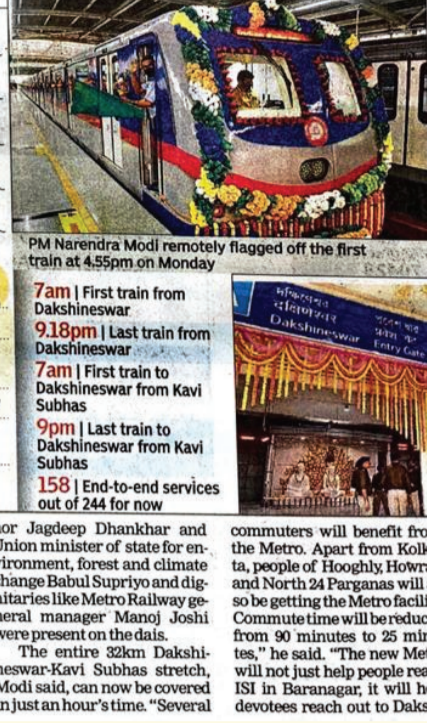 PM Narendra Modi remotely flagged off the first
train at 4.55pm on Monday
7am | First train from
Dakshineswar
9.18pm | Last train from
Dakshineswar
7am | First train to
Dakshineswar from Kavi
Subhas
9pm | Last train to
Dakshineswar from Kavi
Subhas
158 | End-to-end services
out of 244 for now
দক্ষিণেশ্বর
दक्षिणेश्वर
Dakshineswar
Entry Gate
nor Jagdeep Dhankhar and
Union minister of state for en-
vironment, forest and climate
change Babul Supriyo and dig-
nitaries like Metro Railway ge-
neral manager Manoj Joshi
were present on the dais.
The entire 32km Dakshi-
neswar-Kavi Subhas stretch,
Modi said, can now be covered
in just an hour's time. "Several
commuters will benefit fro
the Metro. Apart from Kolk
ta, people of Hooghly, Howra
and North 24 Parganas will
so be getting the Metro facili
Commute time will be reduc
from 90 minutes to 25 min
tes," he said. "The new Met
will not just help people rea
ISI in Baranagar, it will he
devotees reach out to Daks